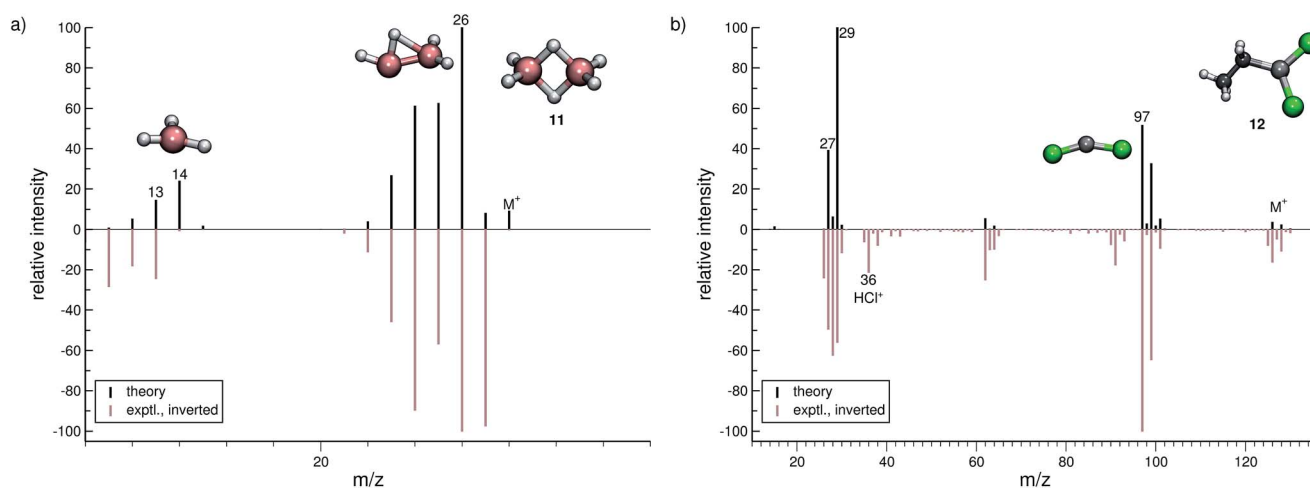 a)
relative intensity
100
80
60
40
20
0
-20
-40
-60
-80
-100
13
14
26
11
M+
theory
exptl., inverted
20
m/z
b)
relative intensity
100
80
60
40
20
0
-20
-40
-60
-80
-100
27
29
97
12
M+
36
HCl+
theory
exptl., inverted
20
40
60
80
100
120
m/z